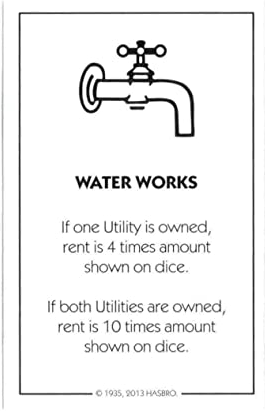 WATER WORKS
If one Utility is owned,
rent is 4 times amount
shown on dice.
If both Utilities are owned,
rent is 10 times amount
shown on dice.
© 1935, 2013 HASBRO.